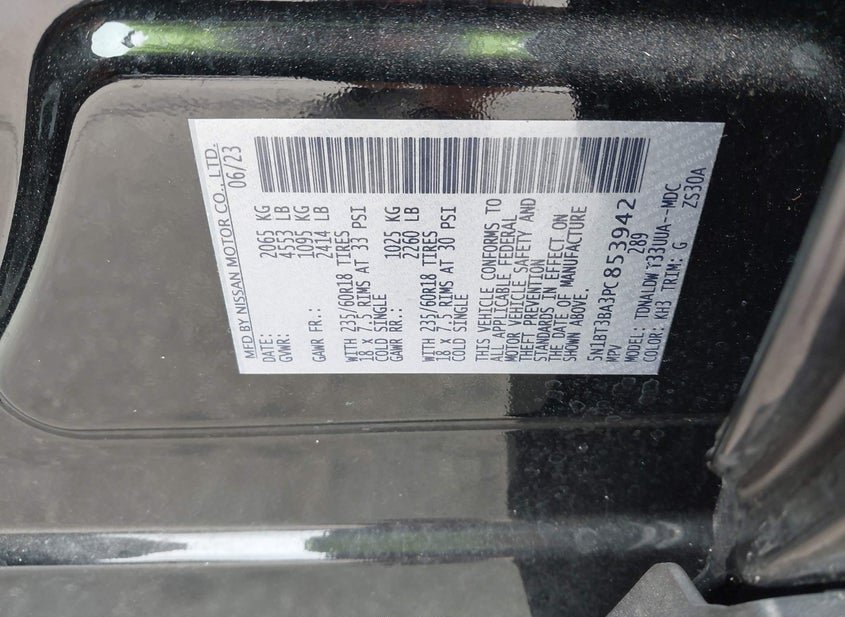 MFD BY NISSAN MOTOR CO., LTD.
DATE: 06/23
GVWR: 2065 KG
4553 LB
GAWR FR.: 1095 KG
2414 LB
WITH 235/60R18 TIRES
18 x 7.5 RIMS AT 33 PSI
COLD SINGLE
GAWR RR.: 1025 KG
2260 LB
WITH 235/60R18 TIRES
18 x 7.5 RIMS AT 30 PSI
COLD SINGLE
THIS VEHICLE CONFORMS TO
ALL APPLICABLE FEDERAL
MOTOR VEHICLE SAFETY AND
THEFT PREVENTION
STANDARDS IN EFFECT ON
THE DATE OF MANUFACTURE
SHOWN ABOVE.
5N1BT3BA3PC853942
MPV 289
MODEL: MDC
COLOR: KH3 TRIM: G ZS30A